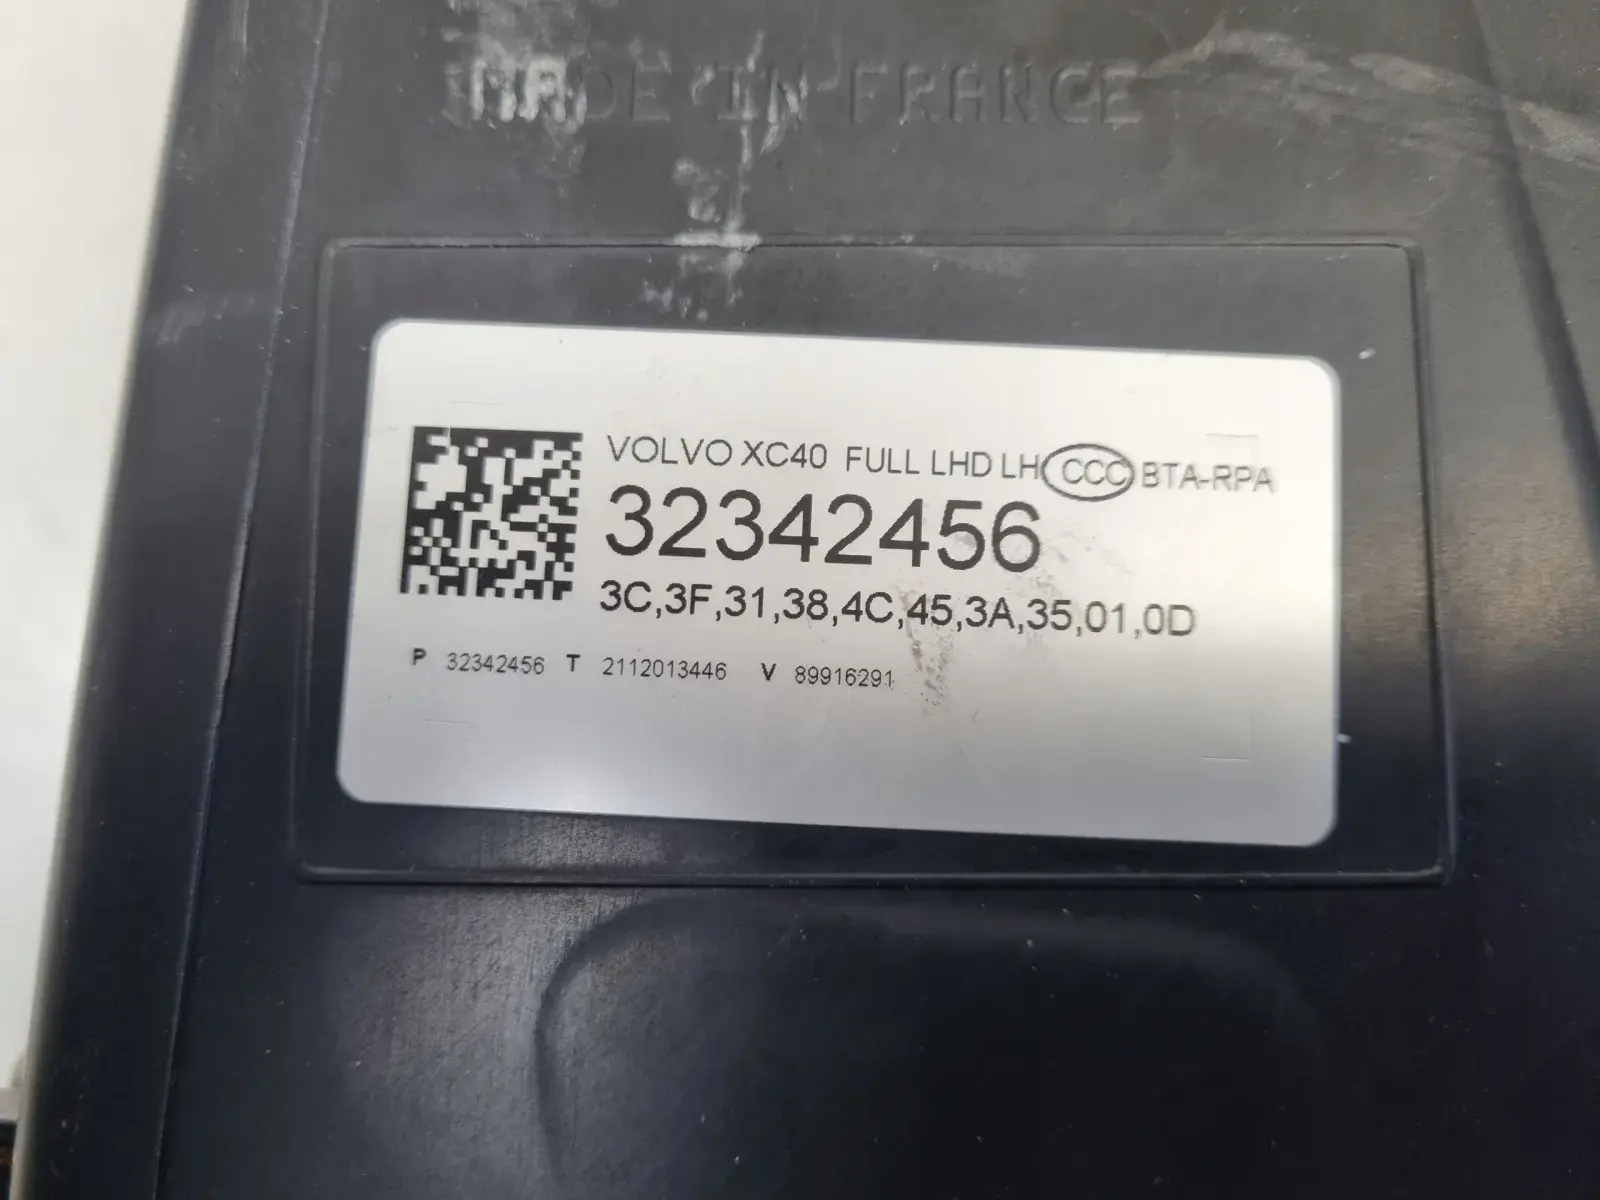 MADE IN FRANCE
VOLVO XC40 FULL LHD LH CCC BTA-RPA
32342456
3C,3F,31,38,4C,45,3A,35,01,0D
P 32342456 T 2112013446 V 89916291